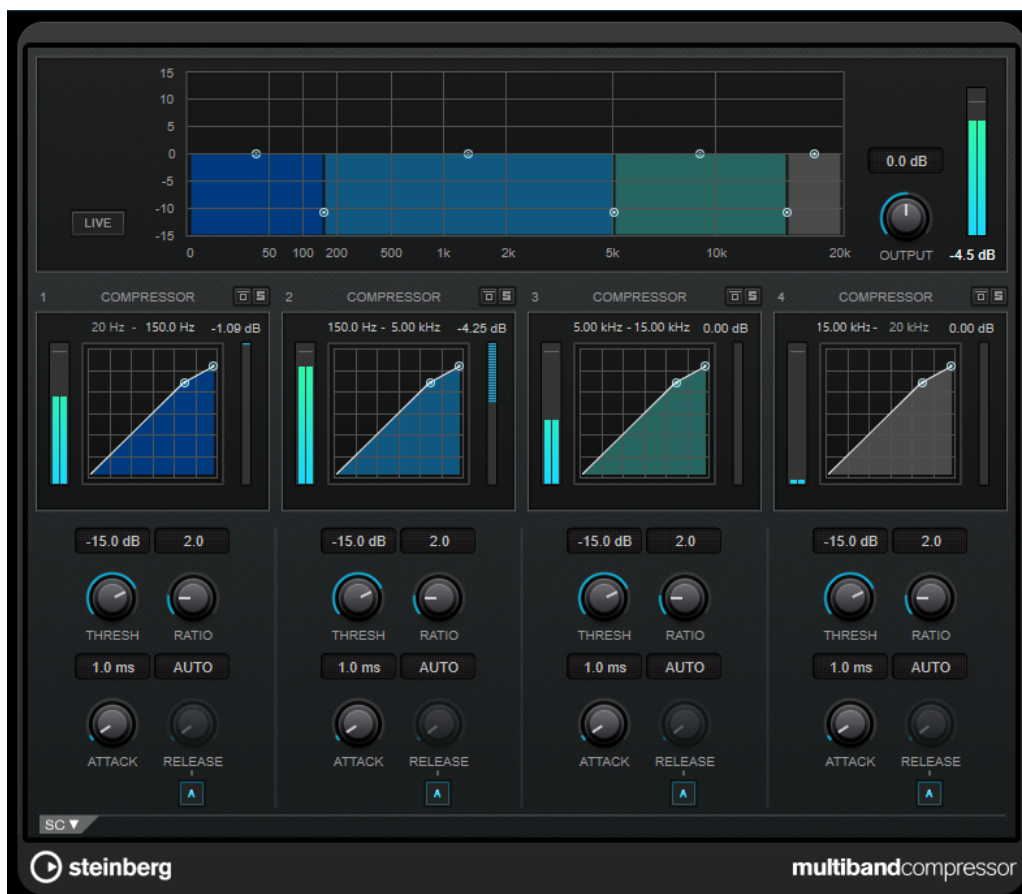 15
10
5
0
-5
-10
-15
LIVE
0 50 100 200 500 1k 2k 5k 10k 20k
0.0 dB
OUTPUT -4.5 dB
1 COMPRESSOR S 2 COMPRESSOR S 3 COMPRESSOR S 4 COMPRESSOR S
20 Hz - 150.0 Hz -1.09 dB 150.0 Hz - 5.00 kHz -4.25 dB 5.00 kHz - 15.00 kHz 0.00 dB 15.00 kHz - 20 kHz 0.00 dB
-15.0 dB 2.0 -15.0 dB 2.0 -15.0 dB 2.0 -15.0 dB 2.0
THRESH RATIO THRESH RATIO THRESH RATIO THRESH RATIO
1.0 ms AUTO 1.0 ms AUTO 1.0 ms AUTO 1.0 ms AUTO
ATTACK RELEASE ATTACK RELEASE ATTACK RELEASE ATTACK RELEASE
A A A A
SC ▼
steinberg multibandcompressor